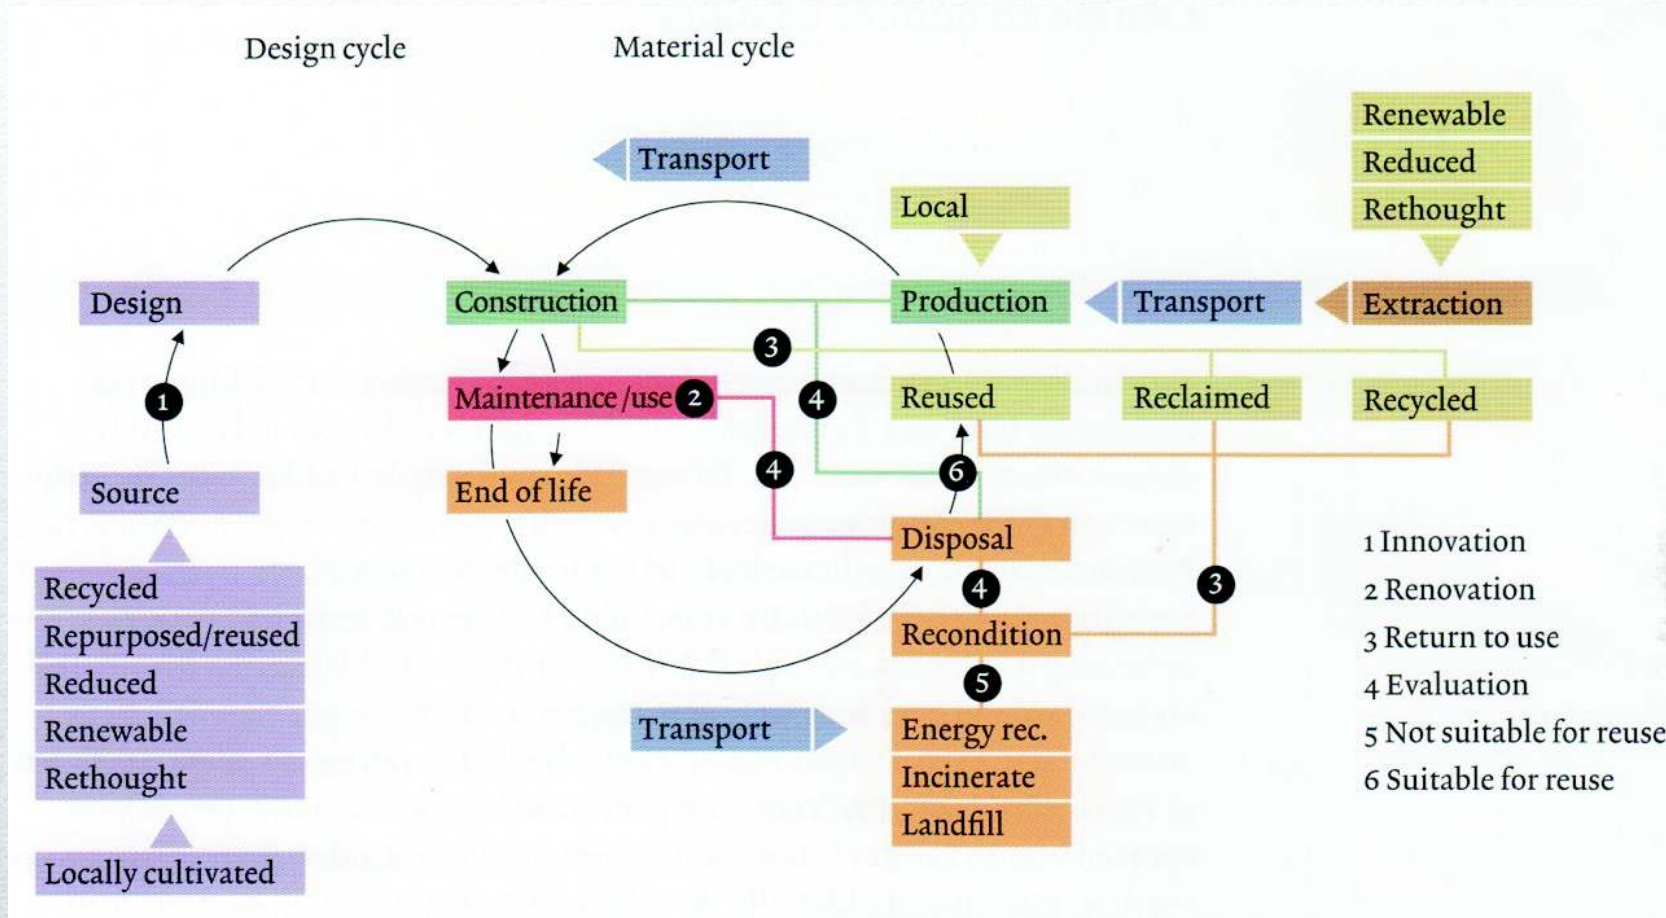 Design cycle
Material cycle
Transport
Renewable
Reduced
Rethought
Local
Design
Construction
Production
Transport
Extraction
3
1
Maintenance/use 2
4
Reused
Reclaimed
Recycled
Source
End of life
4
6
Disposal
4
3
Recondition
5
Recycled
Repurposed/reused
Reduced
Renewable
Rethought
Locally cultivated
Transport
Energy rec.
Incinerate
Landfill
1 Innovation
2 Renovation
3 Return to use
4 Evaluation
5 Not suitable for reuse
6 Suitable for reuse